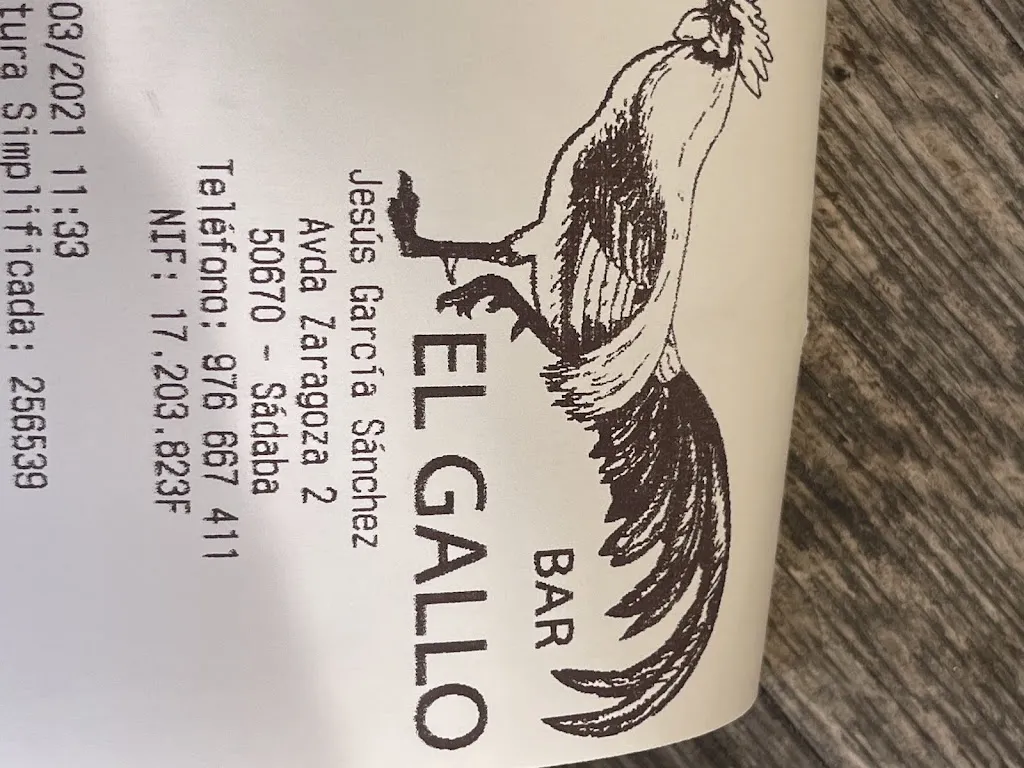 BAR
EL GALLO
Jesús García Sánchez
Avda Zaragoza 2
50670 - Sádaba
Teléfono: 976 667 411
NIF: 17.203.823F
03/2021 11:33
tura Simplificada: 256539